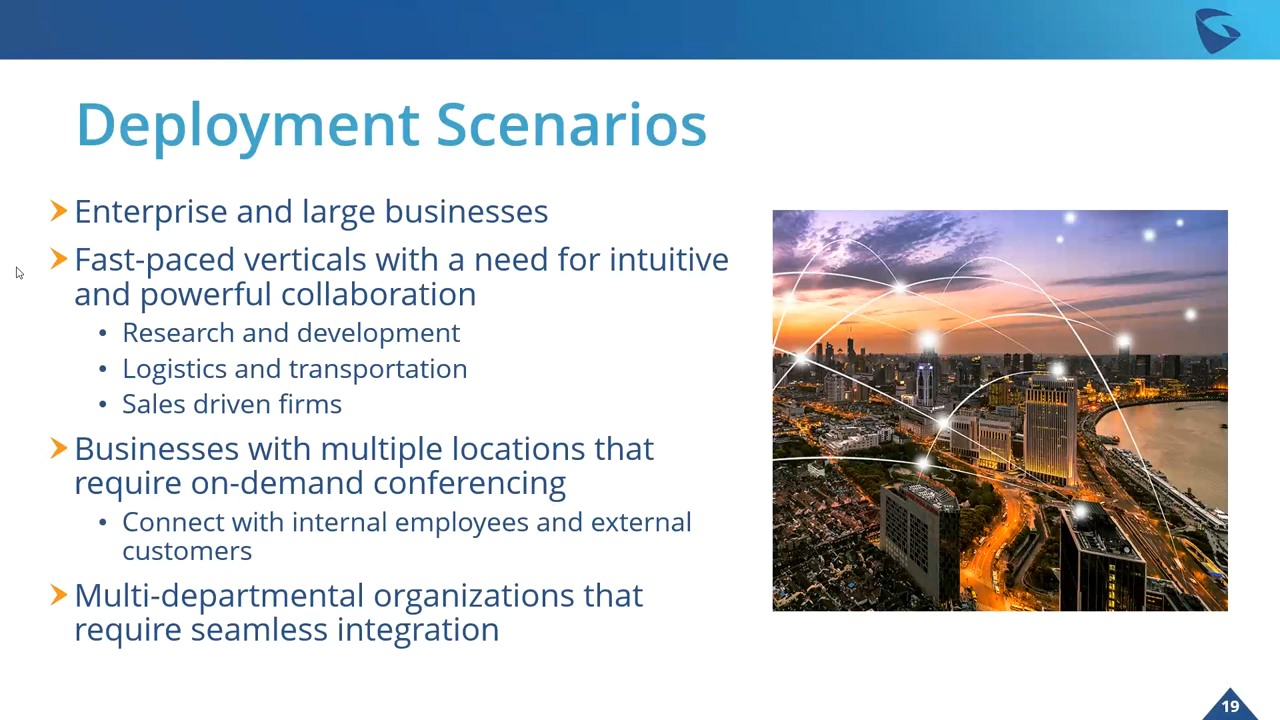 Deployment Scenarios
Enterprise and large businesses
Fast-paced verticals with a need for intuitive
and powerful collaboration
• Research and development
• Logistics and transportation
• Sales driven firms
Businesses with multiple locations that
require on-demand conferencing
• Connect with internal employees and external
customers
Multi-departmental organizations that
require seamless integration
19